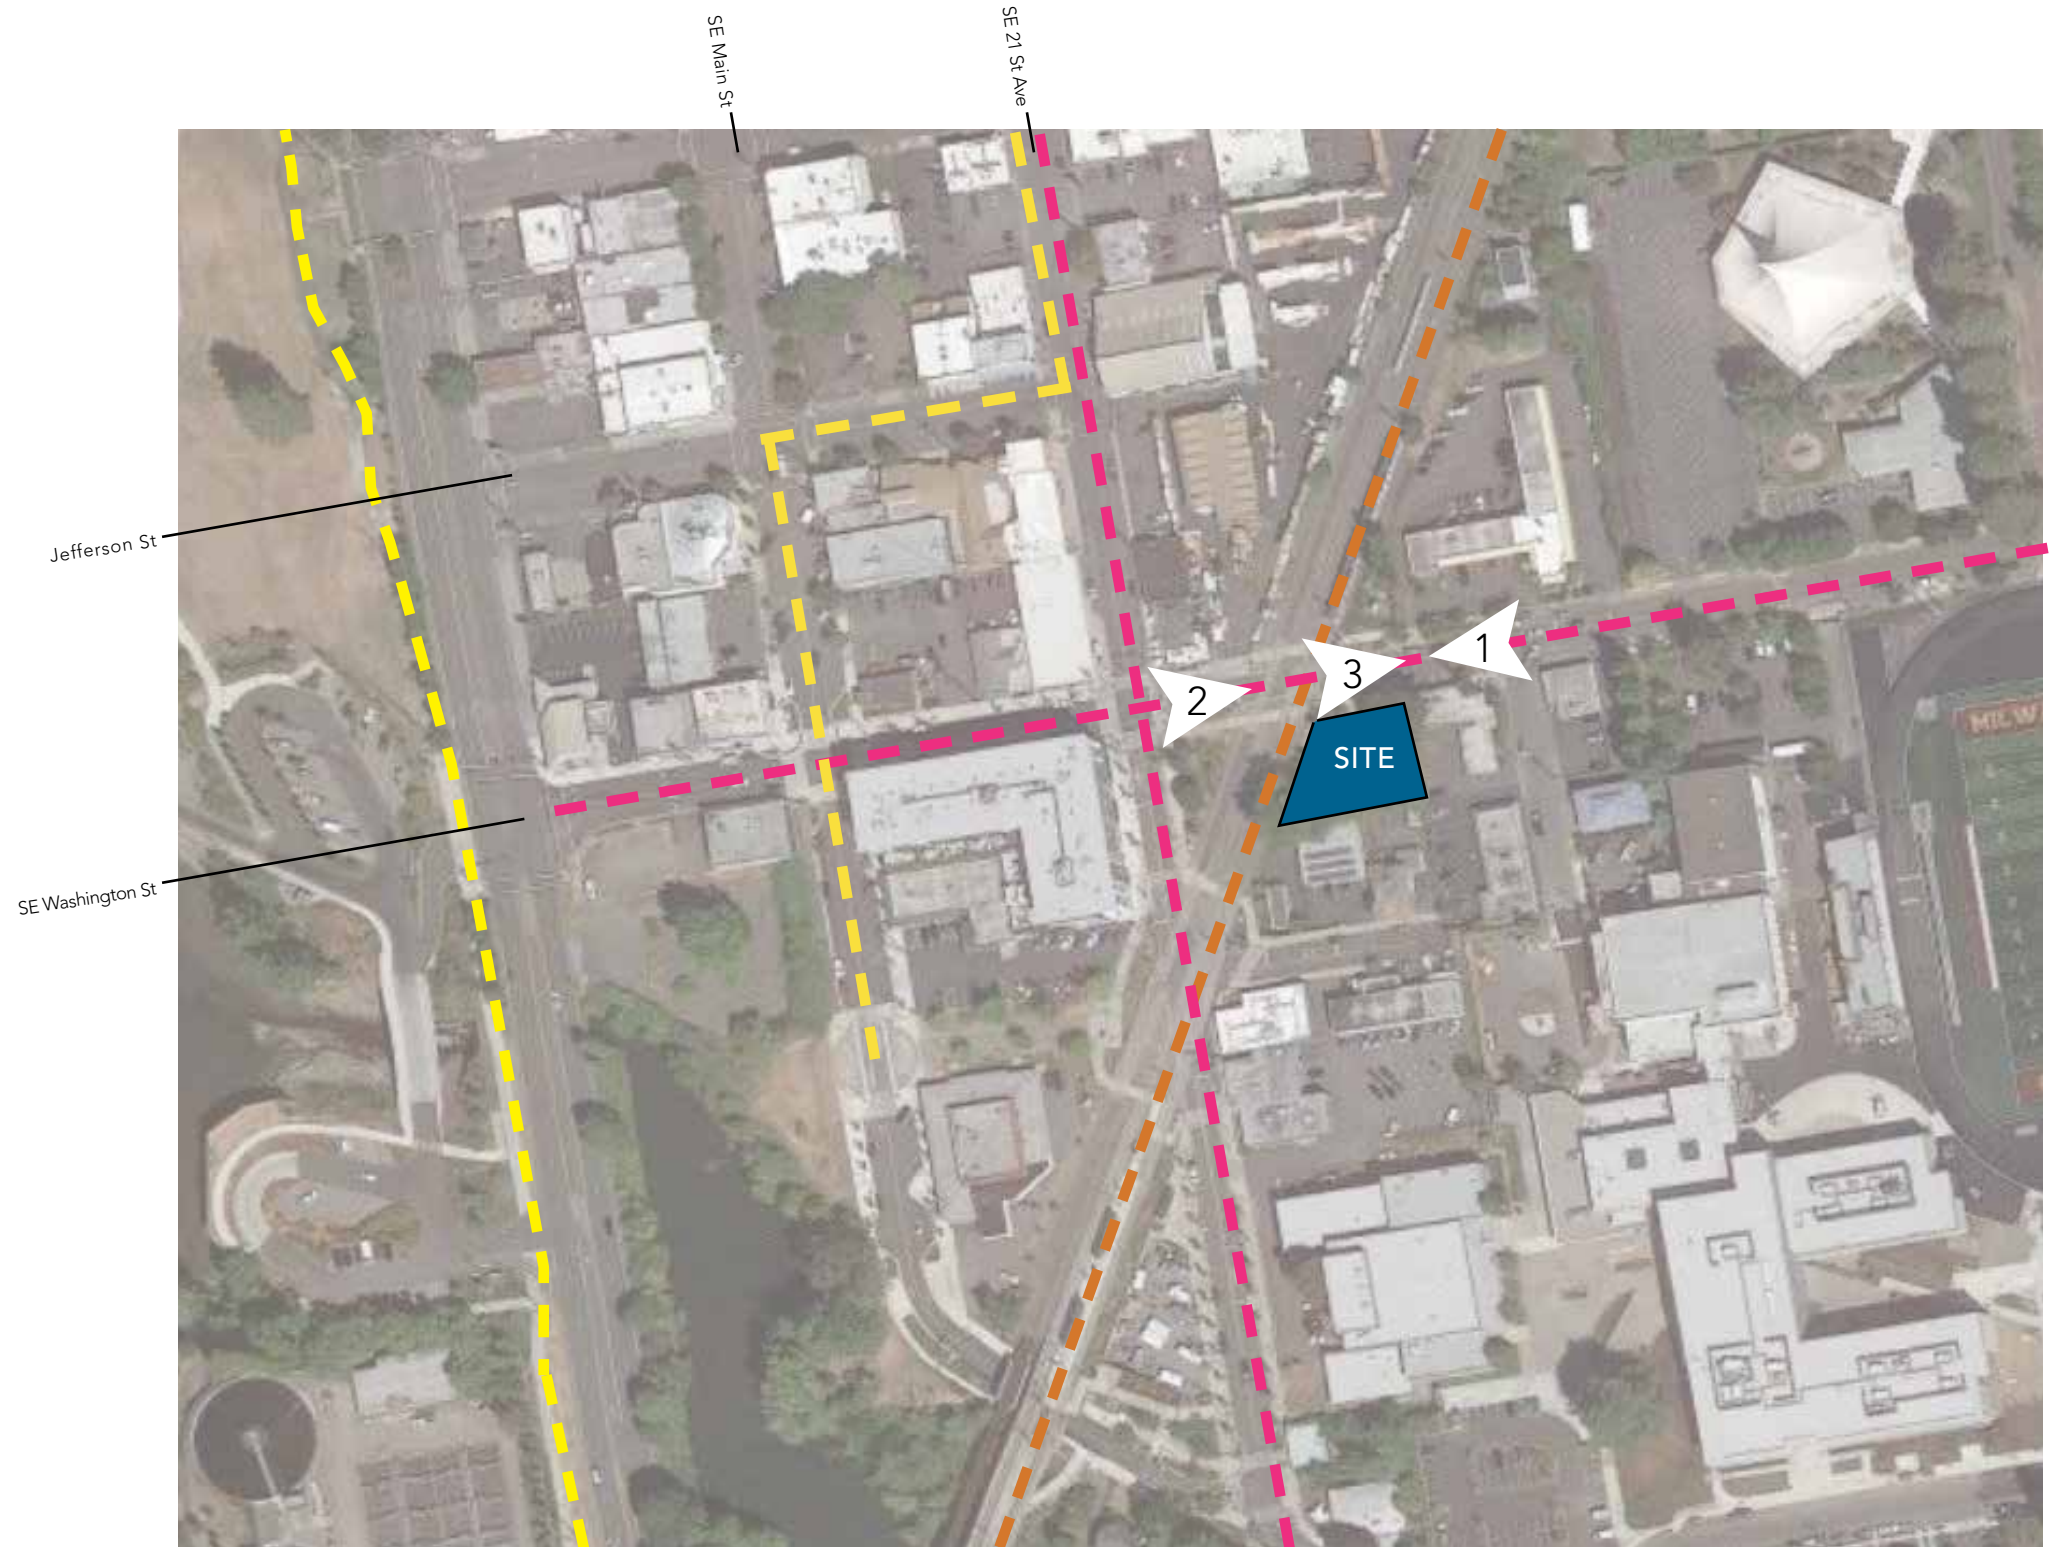 SE Main St
SE 21 St Ave
Jefferson St
SE Washington St
1
2
3
SITE
MILW